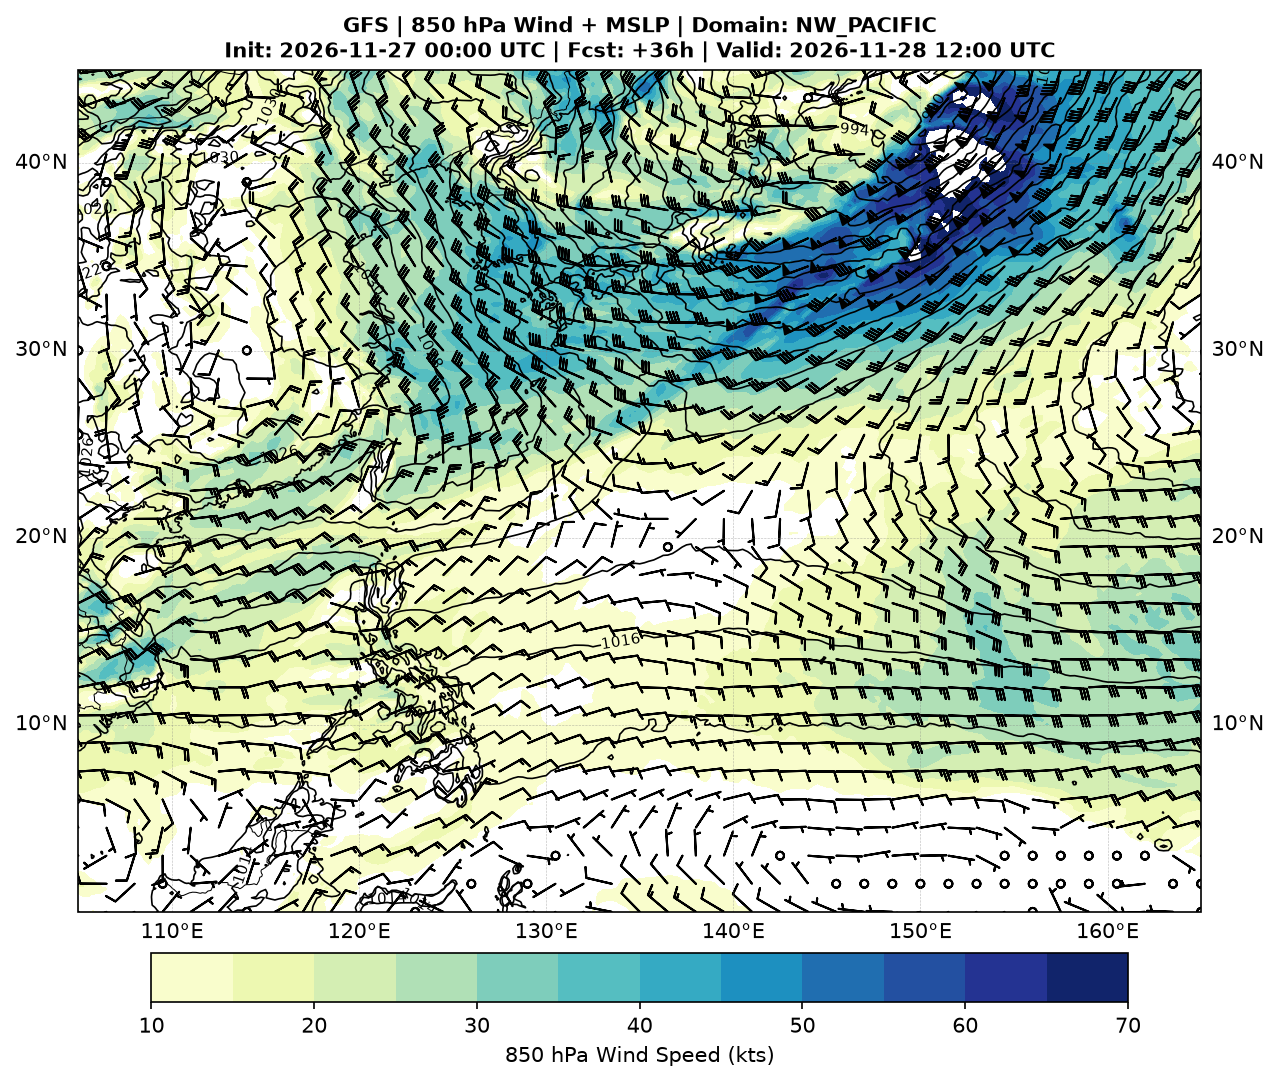 GFS | 850 hPa Wind + MSLP | Domain: NW_PACIFIC
Init: 2026-11-27 00:00 UTC | Fcst: +36h | Valid: 2026-11-28 12:00 UTC
994
1030
40°N
40°N
30°N
30°N
20°N
20°N
1016
10°N
10°N
110°E
120°E
130°E
140°E
150°E
160°E
10
20
30
40
50
60
70
850 hPa Wind Speed (kts)